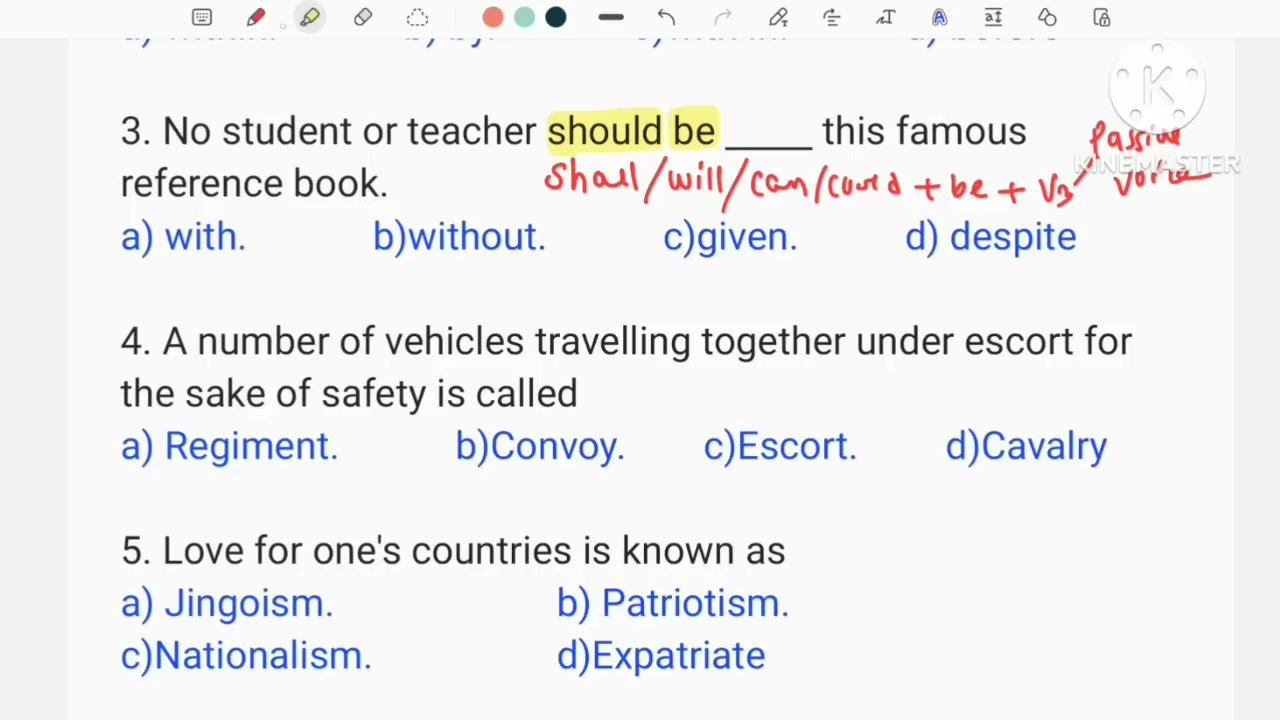 3. No student or teacher should be _____ this famous
reference book.
shall/will/can/could + be + V3
Passive
voice
KINEMASTER
a) with. b)without. c)given. d) despite
4. A number of vehicles travelling together under escort for
the sake of safety is called
a) Regiment. b)Convoy. c)Escort. d)Cavalry
5. Love for one's countries is known as
a) Jingoism. b) Patriotism.
c)Nationalism. d)Expatriate